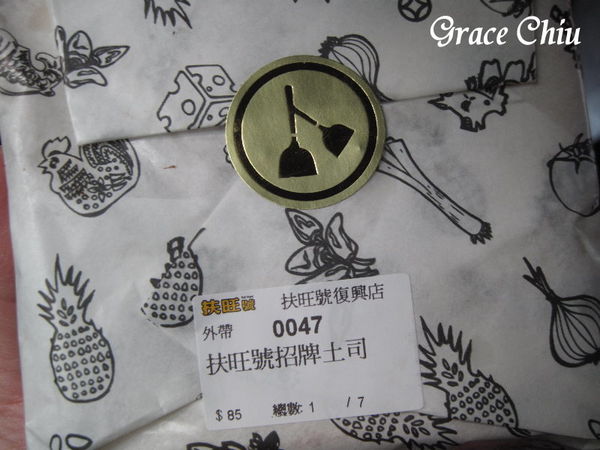 Grace Chiu
扶旺號 扶旺號復興店
外帶 0047
扶旺號招牌土司
$85 總數: 1 / 7